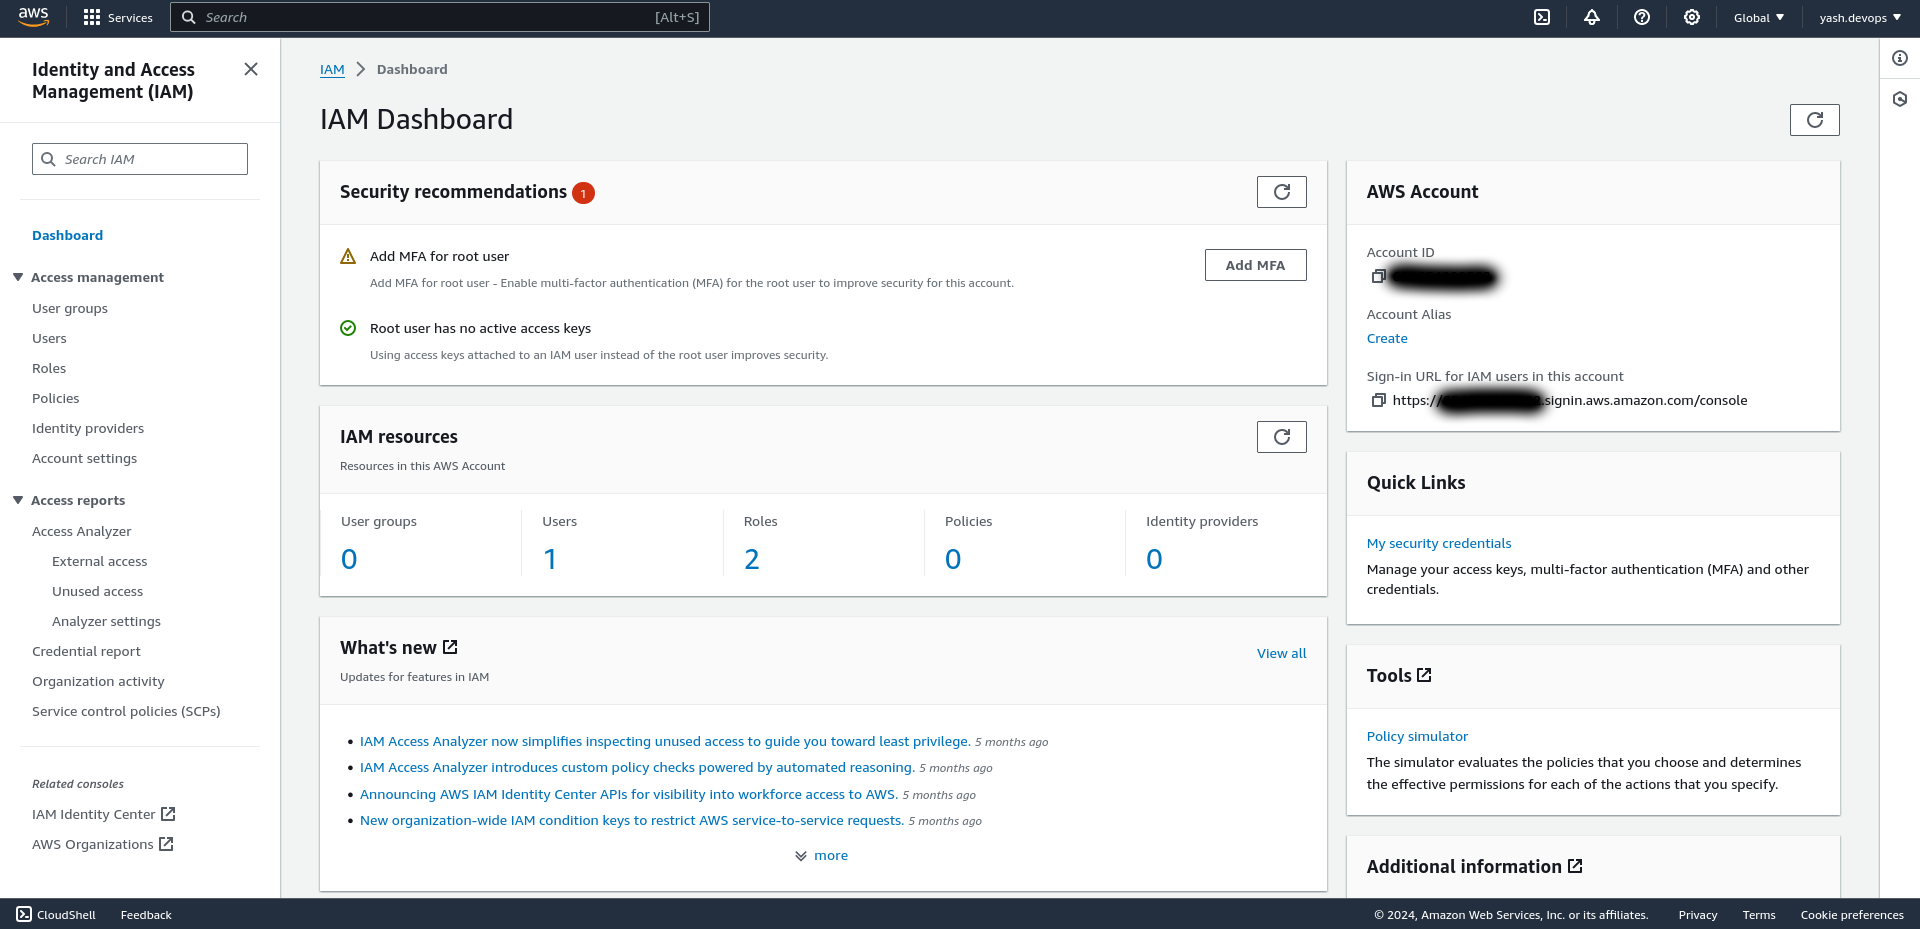 aws
Services
Search
[Alt+S]
Global
yash.devops
Identity and Access
Management (IAM)
Search IAM
Dashboard
Access management
User groups
Users
Roles
Policies
Identity providers
Account settings
Access reports
Access Analyzer
External access
Unused access
Analyzer settings
Credential report
Organization activity
Service control policies (SCPs)
Related consoles
IAM Identity Center
AWS Organizations
IAM
Dashboard
IAM Dashboard
Security recommendations 1
Add MFA for root user
Add MFA for root user - Enable multi-factor authentication (MFA) for the root user to improve security for this account.
Add MFA
Root user has no active access keys
Using access keys attached to an IAM user instead of the root user improves security.
IAM resources
Resources in this AWS Account
User groups
0
Users
1
Roles
2
Policies
0
Identity providers
0
What's new
Updates for features in IAM
View all
IAM Access Analyzer now simplifies inspecting unused access to guide you toward least privilege. 5 months ago
IAM Access Analyzer introduces custom policy checks powered by automated reasoning. 5 months ago
Announcing AWS IAM Identity Center APIs for visibility into workforce access to AWS. 5 months ago
New organization-wide IAM condition keys to restrict AWS service-to-service requests. 5 months ago
more
AWS Account
Account ID
Account Alias
Create
Sign-in URL for IAM users in this account
https:// .signin.aws.amazon.com/console
Quick Links
My security credentials
Manage your access keys, multi-factor authentication (MFA) and other
credentials.
Tools
Policy simulator
The simulator evaluates the policies that you choose and determines
the effective permissions for each of the actions that you specify.
Additional information
CloudShell
Feedback
© 2024, Amazon Web Services, Inc. or its affiliates.
Privacy
Terms
Cookie preferences